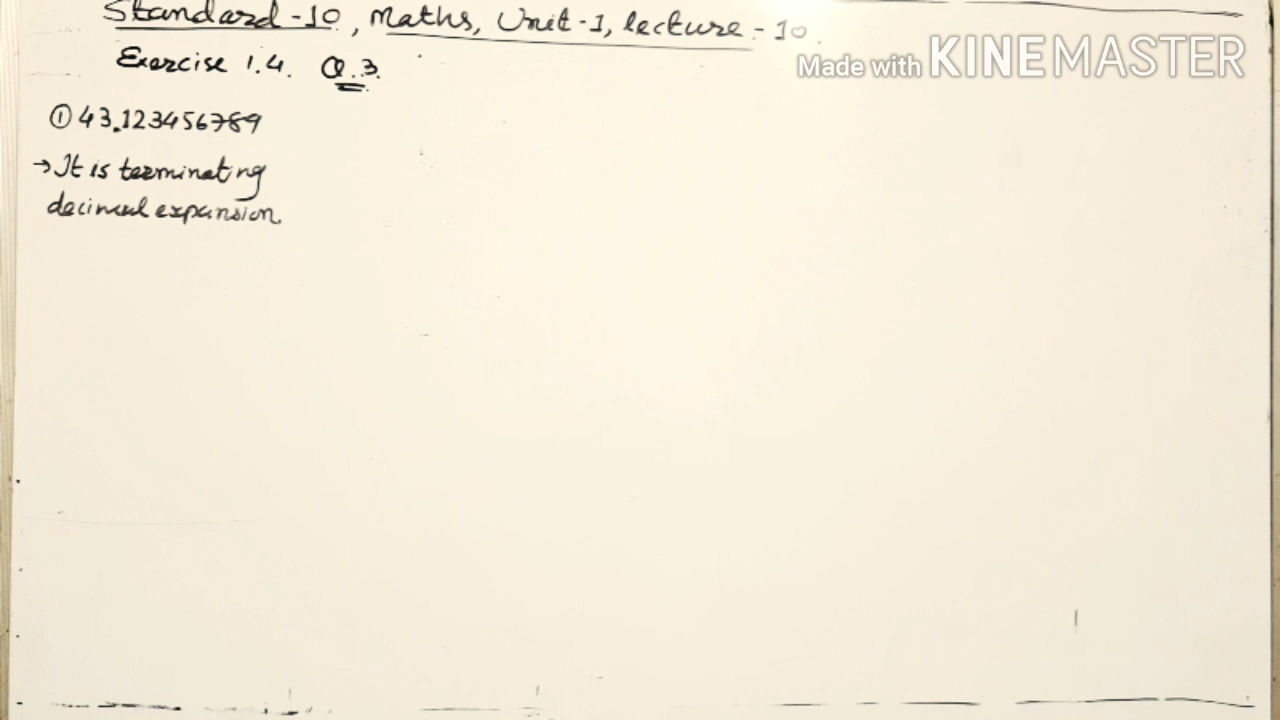 Standard -10, Maths, Unit -1, lecture - 10.
Made with KINEMASTER
Exercise 1.4. Q.3.
① 43.123456789
→ It is terminating
decimal expansion